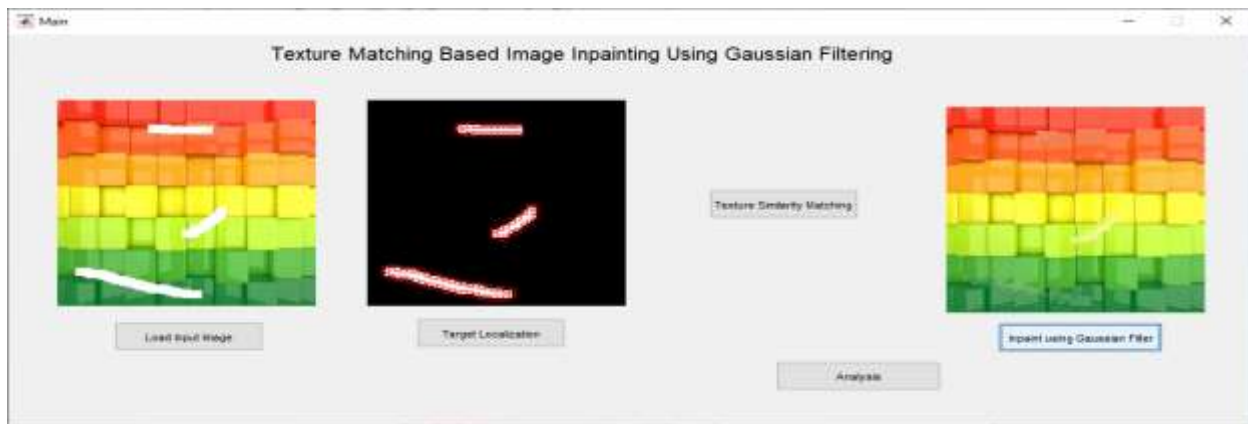 Main
Texture Matching Based Image Inpainting Using Gaussian Filtering
Texture Similarity Matching
Load Input Image
Target Localization
Inpaint using Gaussian Filter
Analysis